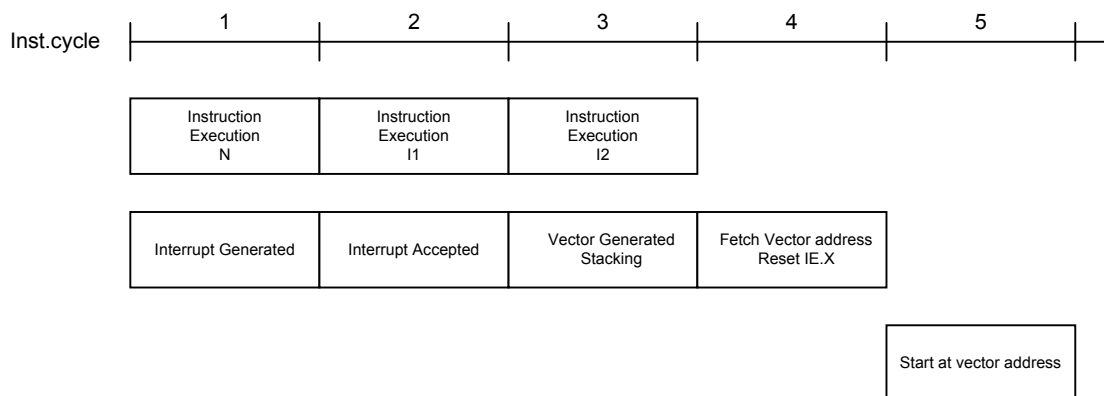 1 2 3 4 5
Inst.cycle
Instruction
Execution
N
Instruction
Execution
I1
Instruction
Execution
I2
Interrupt Generated
Interrupt Accepted
Vector Generated
Stacking
Fetch Vector address
Reset IE.X
Start at vector address